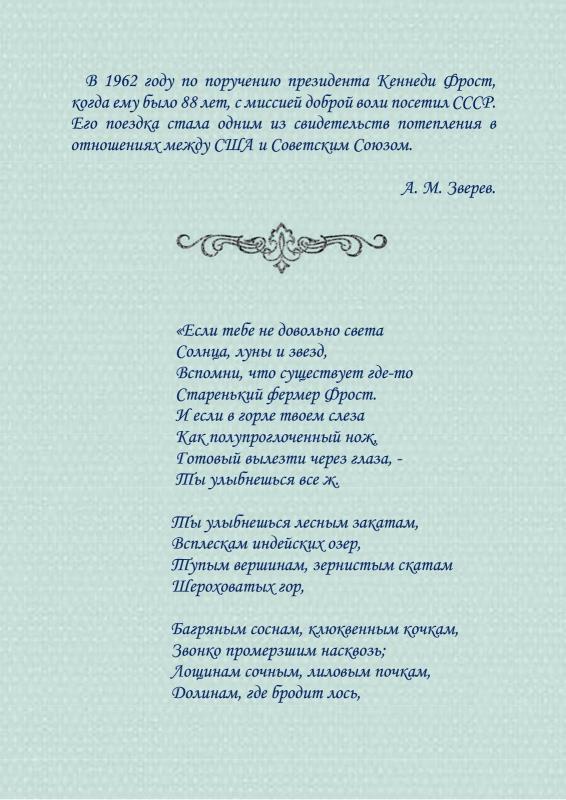 В 1962 году по поручению президента Кеннеди Фрост,
когда ему было 88 лет, с миссией доброй воли посетил СССР.
Его поездка стала одним из свидетельств потепления в
отношениях между США и Советским Союзом.
А. М. Зверев.
«Если тебе не довольно света
Солнца, луны и звезд,
Вспомни, что существует где-то
Старенький фермер Фрост.
И если в горле твоем слеза
Как полупроглоченный нож,
Готовый вылезти через глаза, -
Ты улыбнешься все ж.
Ты улыбнешься лесным закатам,
Всплескам индейских озер,
Тупым вершинам, зернистым скатам
Шероховатых гор,
Багряным соснам, клюквенным кочкам,
Звонко промерзшим насквозь;
Лощинам сочным, лиловым почкам,
Долинам, где бродит лось,